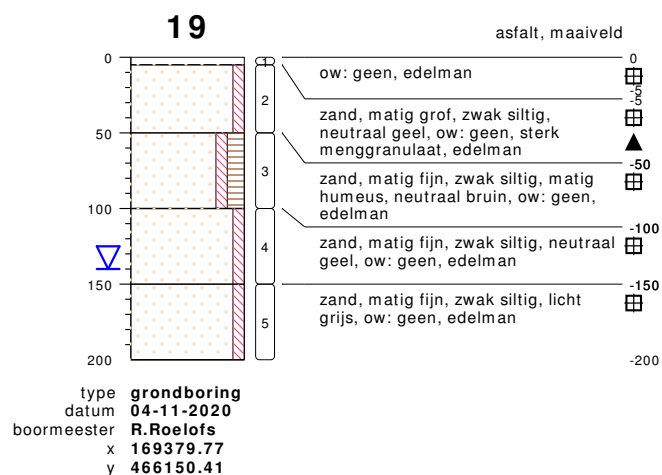 19
asfalt, maaiveld
0
1
ow: geen, edelman
0
-5
-5
2
zand, matig grof, zwak siltig,
neutraal geel, ow: geen, sterk
menggranulaat, edelman
50
-50
3
zand, matig fijn, zwak siltig, matig
humeus, neutraal bruin, ow: geen,
edelman
100
-100
4
zand, matig fijn, zwak siltig, neutraal
geel, ow: geen, edelman
150
-150
5
zand, matig fijn, zwak siltig, licht
grijs, ow: geen, edelman
200
-200
type grondboring
datum 04-11-2020
boormeester R.Roelofs
x 169379.77
y 466150.41